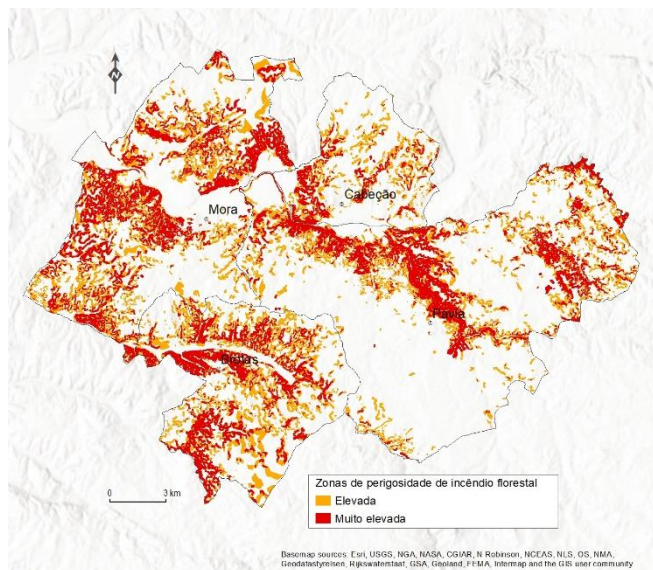 N
Cabeção
Mora
Pavia
Brotas
Zonas de perigosidade de incêndio florestal
Elevada
Muito elevada
0 3 km
Basemap sources: Esri, USGS, NGA, NASA, CGIAR, N Robinson, NCEAS, NLS, OS, NMA,
Geodatastyrelsen, Rijkswaterstaat, GSA, Geoland, FEMA, Intermap and the GIS user community